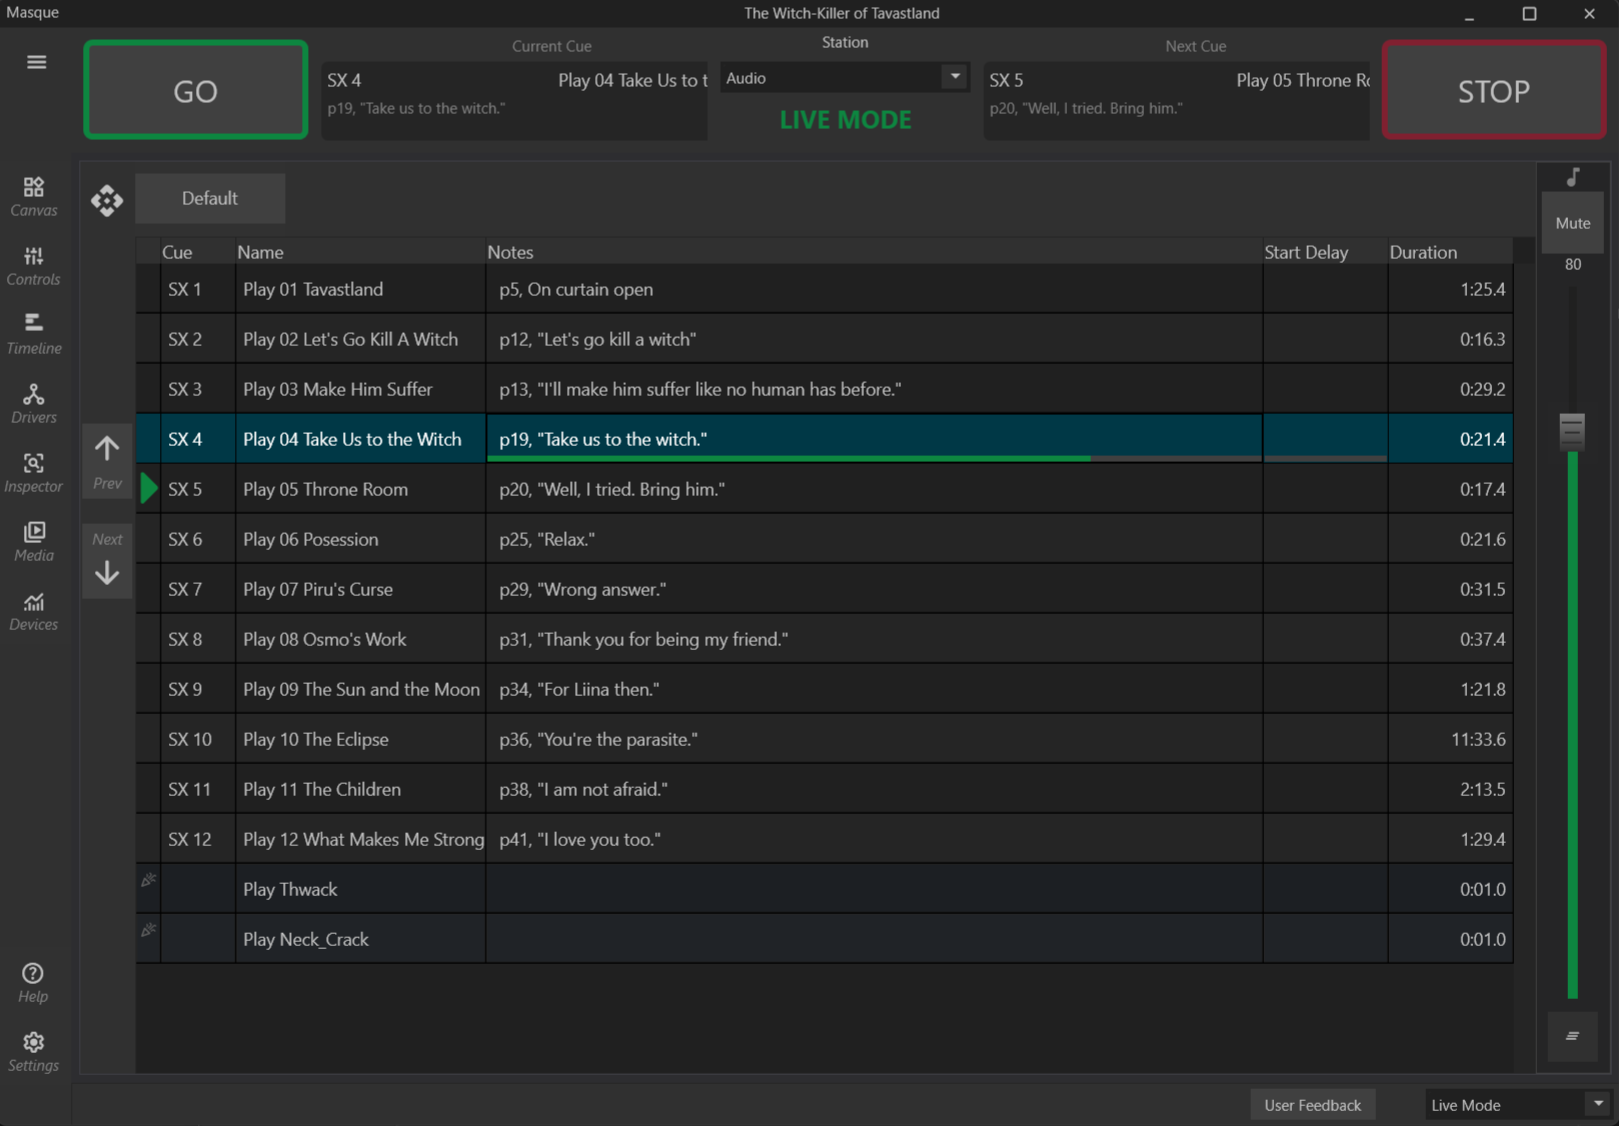 Masque
The Witch-Killer of Tavastland
GO
Current Cue
SX 4 Play 04 Take Us to t
p19, "Take us to the witch."
Station
Audio
LIVE MODE
Next Cue
SX 5 Play 05 Throne Ro
p20, "Well, I tried. Bring him."
STOP
Canvas
Controls
Timeline
Drivers
Inspector
Media
Devices
Help
Settings
Default
Prev
Next
Cue Name Notes Start Delay Duration
SX 1 Play 01 Tavastland p5, On curtain open 1:25.4
SX 2 Play 02 Let's Go Kill A Witch p12, "Let's go kill a witch" 0:16.3
SX 3 Play 03 Make Him Suffer p13, "I'll make him suffer like no human has before." 0:29.2
SX 4 Play 04 Take Us to the Witch p19, "Take us to the witch." 0:21.4
SX 5 Play 05 Throne Room p20, "Well, I tried. Bring him." 0:17.4
SX 6 Play 06 Posession p25, "Relax." 0:21.6
SX 7 Play 07 Piru's Curse p29, "Wrong answer." 0:31.5
SX 8 Play 08 Osmo's Work p31, "Thank you for being my friend." 0:37.4
SX 9 Play 09 The Sun and the Moon p34, "For Liina then." 1:21.8
SX 10 Play 10 The Eclipse p36, "You're the parasite." 11:33.6
SX 11 Play 11 The Children p38, "I am not afraid." 2:13.5
SX 12 Play 12 What Makes Me Strong p41, "I love you too." 1:29.4
Play Thwack 0:01.0
Play Neck_Crack 0:01.0
Mute
80
User Feedback
Live Mode